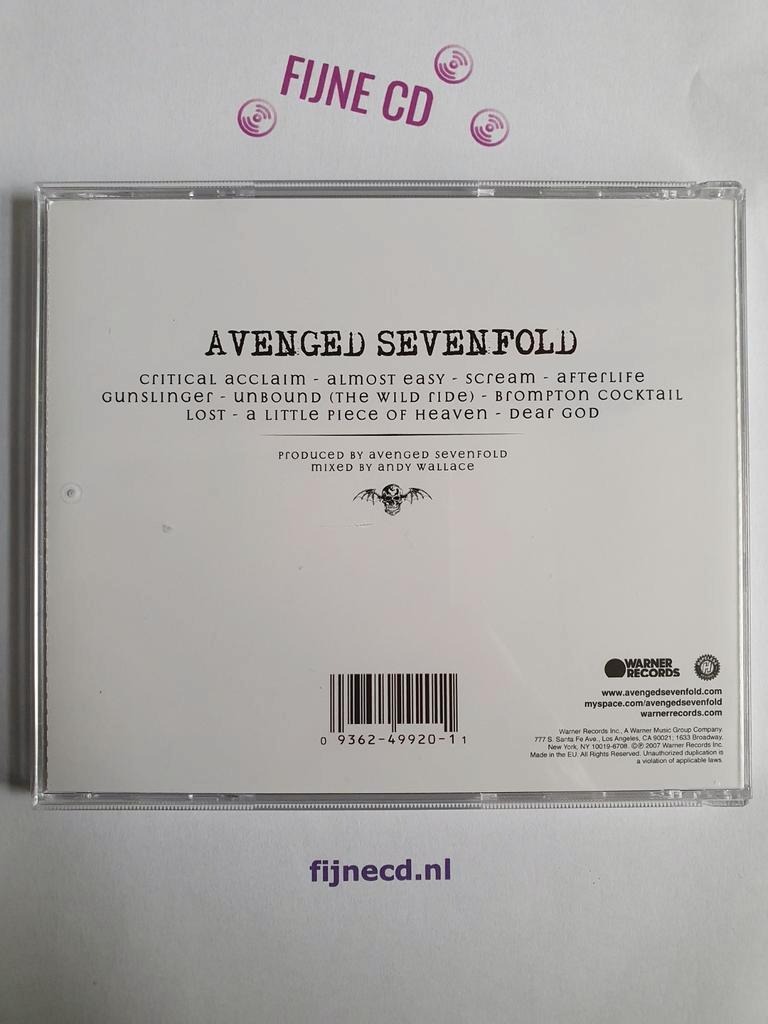 FIJNE CD
AVENGED SEVENFOLD
CRITICAL ACCLAIM - ALMOST EASY - SCREAM - AFTERLIFE
GUNSLINGER - UNBOUND (THE WILD RIDE) - BROMPTON COCKTAIL
LOST - A LITTLE PIECE OF HEAVEN - DEAR GOD
PRODUCED BY AVENGED SEVENFOLD
MIXED BY ANDY WALLACE
WARNER
RECORDS
HJ
www.avengedsevenfold.com
myspace.com/avengedsevenfold
warnerrecords.com
0 9362-49920-1 1
Warner Records Inc., A Warner Music Group Company.
777 S. Santa Fe Ave., Los Angeles, CA 90021; 1633 Broadway,
New York, NY 10019-6708. ©℗ 2007 Warner Records Inc.
Made in the EU. All Rights Reserved. Unauthorized duplication is
a violation of applicable laws.
fijnecd.nl